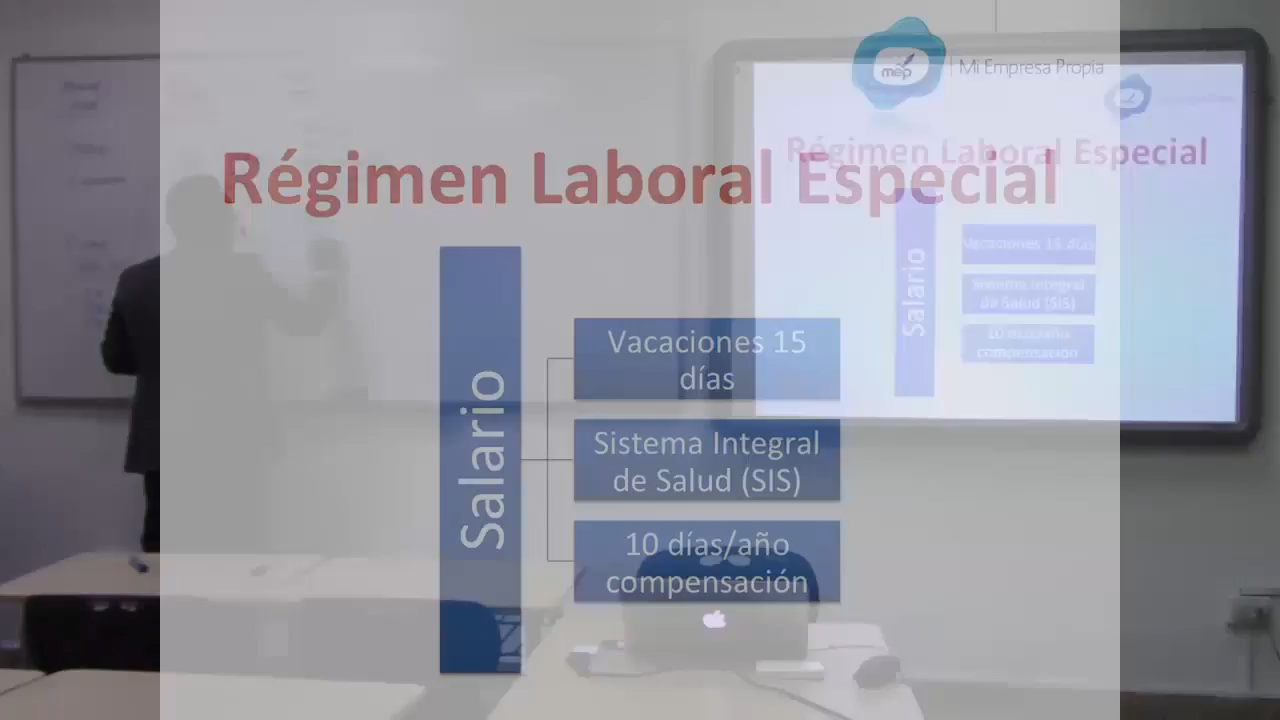 mep
Mi Empresa Propia
Régimen Laboral Especial
Salario
Vacaciones 15
días
Sistema Integral
de Salud (SIS)
10 días/año
compensación
Régimen Laboral Especial
Salario
Vacaciones 15 días
Sistema Integral
de Salud (SIS)
10 días/año
compensación